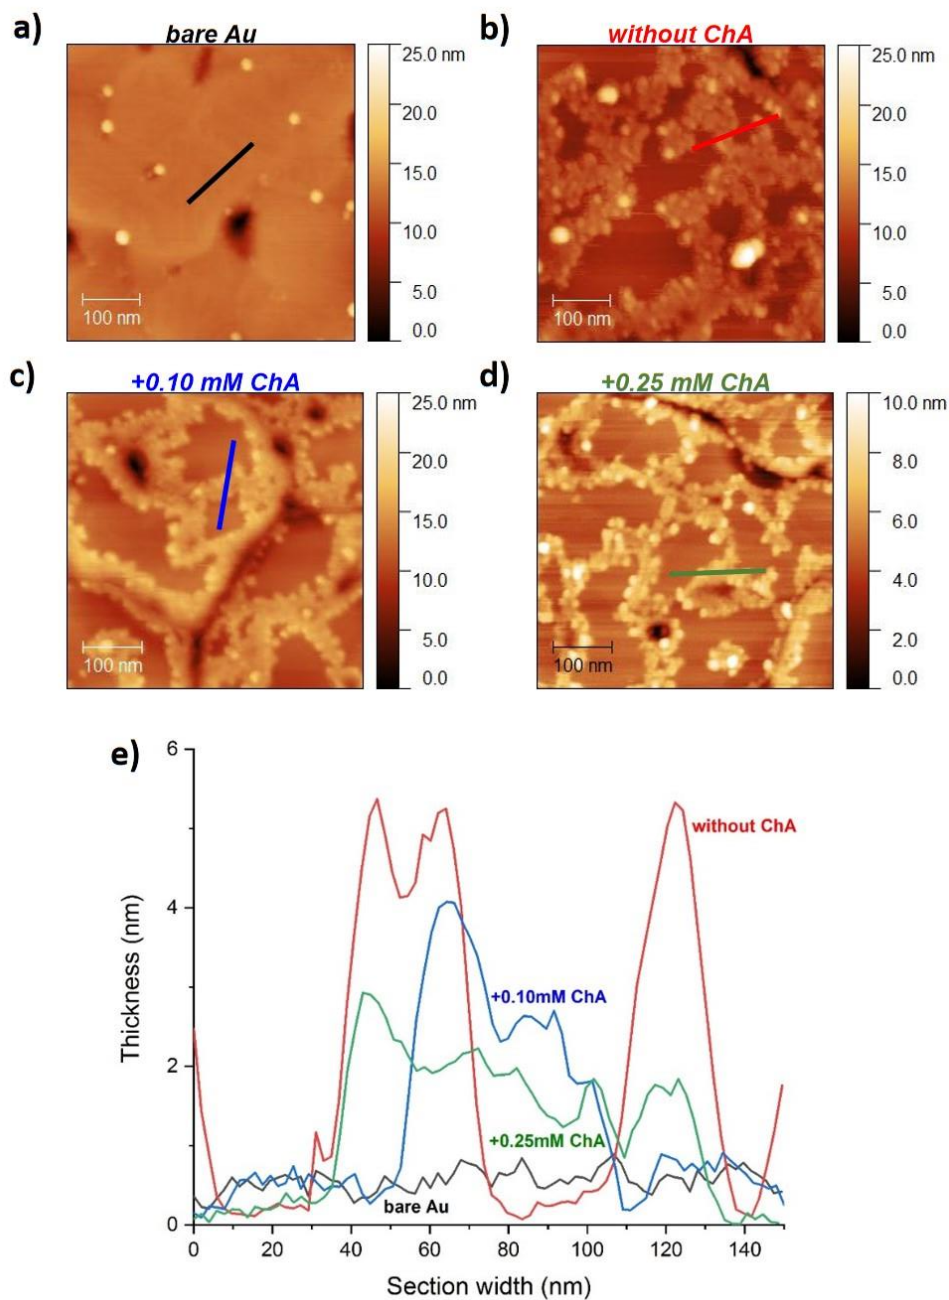 a)
bare Au
25.0 nm
20.0
15.0
10.0
5.0
0.0
100 nm
b)
without ChA
25.0 nm
20.0
15.0
10.0
5.0
0.0
100 nm
c)
+0.10 mM ChA
25.0 nm
20.0
15.0
10.0
5.0
0.0
100 nm
d)
+0.25 mM ChA
10.0 nm
8.0
6.0
4.0
2.0
0.0
100 nm
e)
6
4
2
0
Thickness (nm)
without ChA
+0.10mM ChA
+0.25mM ChA
bare Au
0
20
40
60
80
100
120
140
Section width (nm)